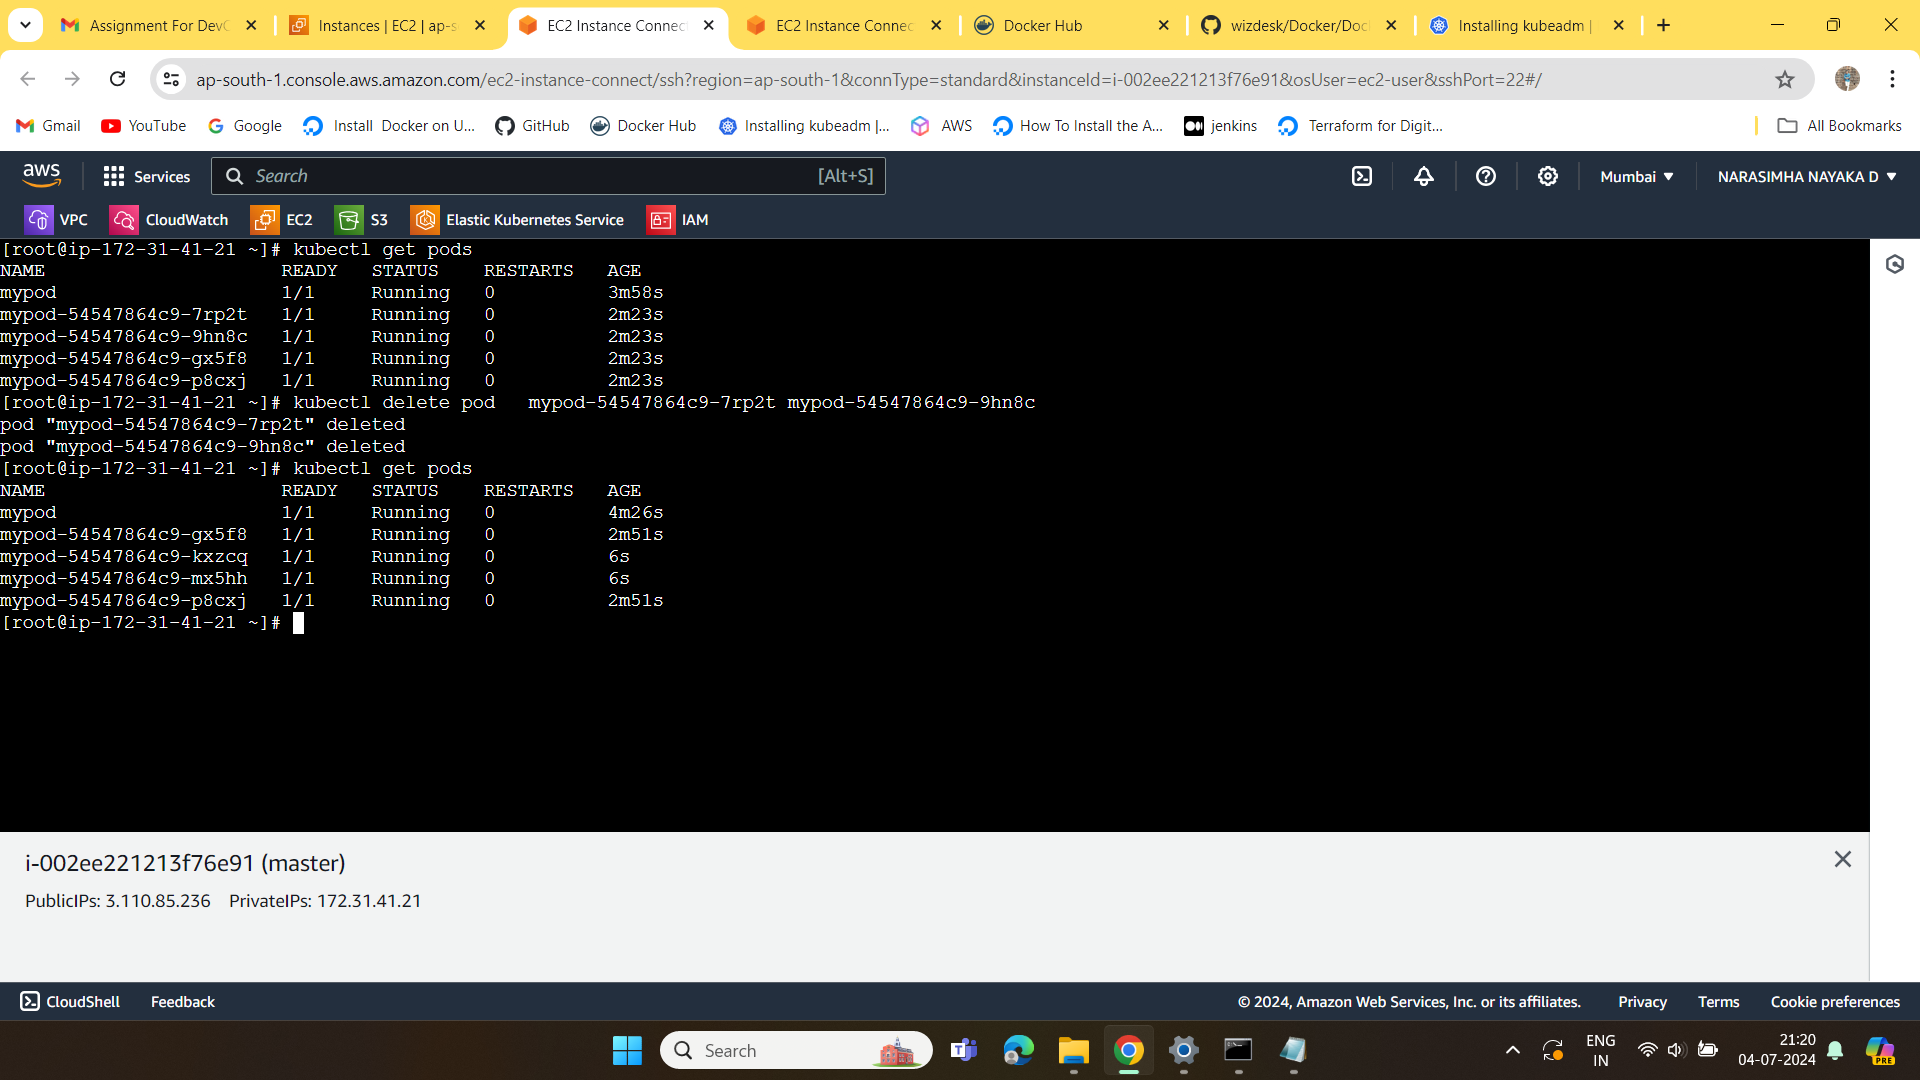 Assignment For DevO
Instances | EC2 | ap-s
EC2 Instance Connec
EC2 Instance Connec
Docker Hub
wizdesk/Docker/Doc
Installing kubeadm |
ap-south-1.console.aws.amazon.com/ec2-instance-connect/ssh?region=ap-south-1&connType=standard&instanceId=i-002ee221213f76e91&osUser=ec2-user&sshPort=22#/
Gmail YouTube Google Install Docker on U... GitHub Docker Hub Installing kubeadm |... AWS How To Install the A... jenkins Terraform for Digit... All Bookmarks
aws Services Search [Alt+S] Mumbai NARASIMHA NAYAKA D
VPC CloudWatch EC2 S3 Elastic Kubernetes Service IAM
[root@ip-172-31-41-21 ~]# kubectl get pods
NAME READY STATUS RESTARTS AGE
mypod 1/1 Running 0 3m58s
mypod-54547864c9-7rp2t 1/1 Running 0 2m23s
mypod-54547864c9-9hn8c 1/1 Running 0 2m23s
mypod-54547864c9-gx5f8 1/1 Running 0 2m23s
mypod-54547864c9-p8cxj 1/1 Running 0 2m23s
[root@ip-172-31-41-21 ~]# kubectl delete pod mypod-54547864c9-7rp2t mypod-54547864c9-9hn8c
pod "mypod-54547864c9-7rp2t" deleted
pod "mypod-54547864c9-9hn8c" deleted
[root@ip-172-31-41-21 ~]# kubectl get pods
NAME READY STATUS RESTARTS AGE
mypod 1/1 Running 0 4m26s
mypod-54547864c9-gx5f8 1/1 Running 0 2m51s
mypod-54547864c9-kxzcq 1/1 Running 0 6s
mypod-54547864c9-mx5hh 1/1 Running 0 6s
mypod-54547864c9-p8cxj 1/1 Running 0 2m51s
[root@ip-172-31-41-21 ~]#
i-002ee221213f76e91 (master)
PublicIPs: 3.110.85.236 PrivateIPs: 172.31.41.21
CloudShell Feedback © 2024, Amazon Web Services, Inc. or its affiliates. Privacy Terms Cookie preferences
Search
ENG
IN
21:20
04-07-2024
PRE